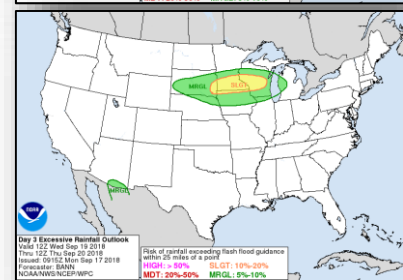 MRGL
SLGT
MRGL
NOAA
Day 3 Excessive Rainfall Outlook
Valid 12Z Wed Sep 19 2018
Thru 12Z Thu Sep 20 2018
Issued: 0915Z Mon Sep 17 2018
Forecaster: BANN
NOAA/NWS/NCEP/WPC
Risk of rainfall exceeding flash flood guidance
within 25 miles of a point
HIGH: > 50%
SLGT: 10%-20%
MDT: 20%-50%
MRGL: 5%-10%